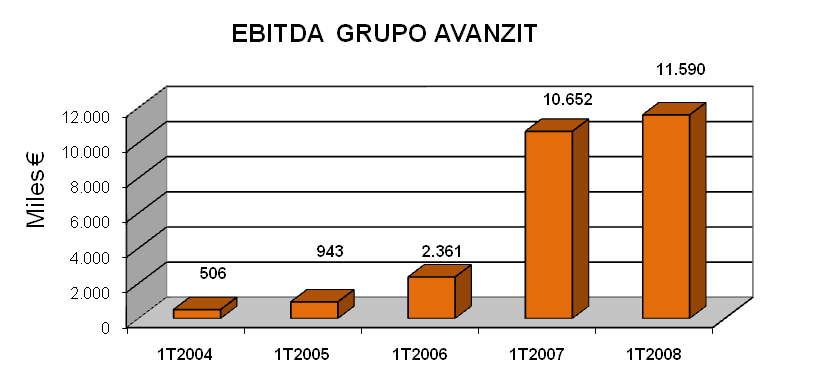 EBITDA GRUPO AVANZIT
Miles €
12.000
10.000
8.000
6.000
4.000
2.000
0
506
943
2.361
10.652
11.590
1T2004
1T2005
1T2006
1T2007
1T2008